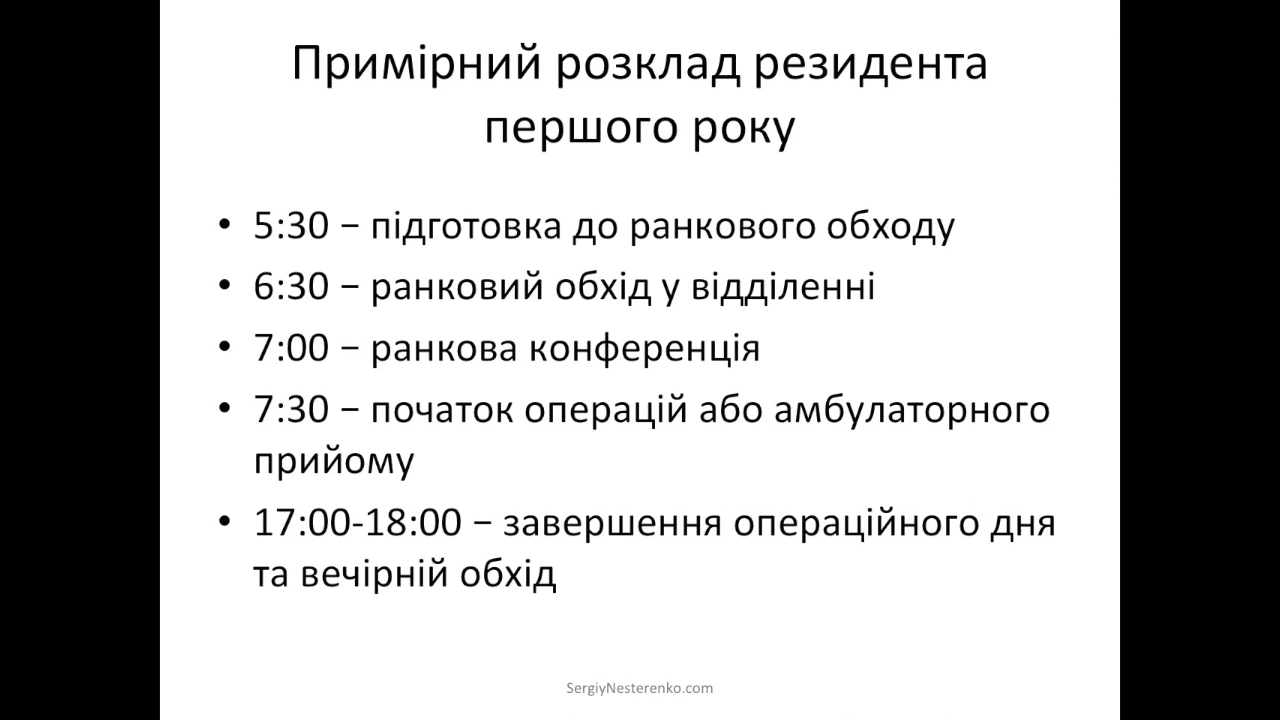 Примірний розклад резидента
першого року
• 5:30 – підготовка до ранкового обходу
• 6:30 – ранковий обхід у відділенні
• 7:00 – ранкова конференція
• 7:30 – початок операцій або амбулаторного
прийому
• 17:00-18:00 – завершення операційного дня
та вечірній обхід
SergiyNesterenko.com